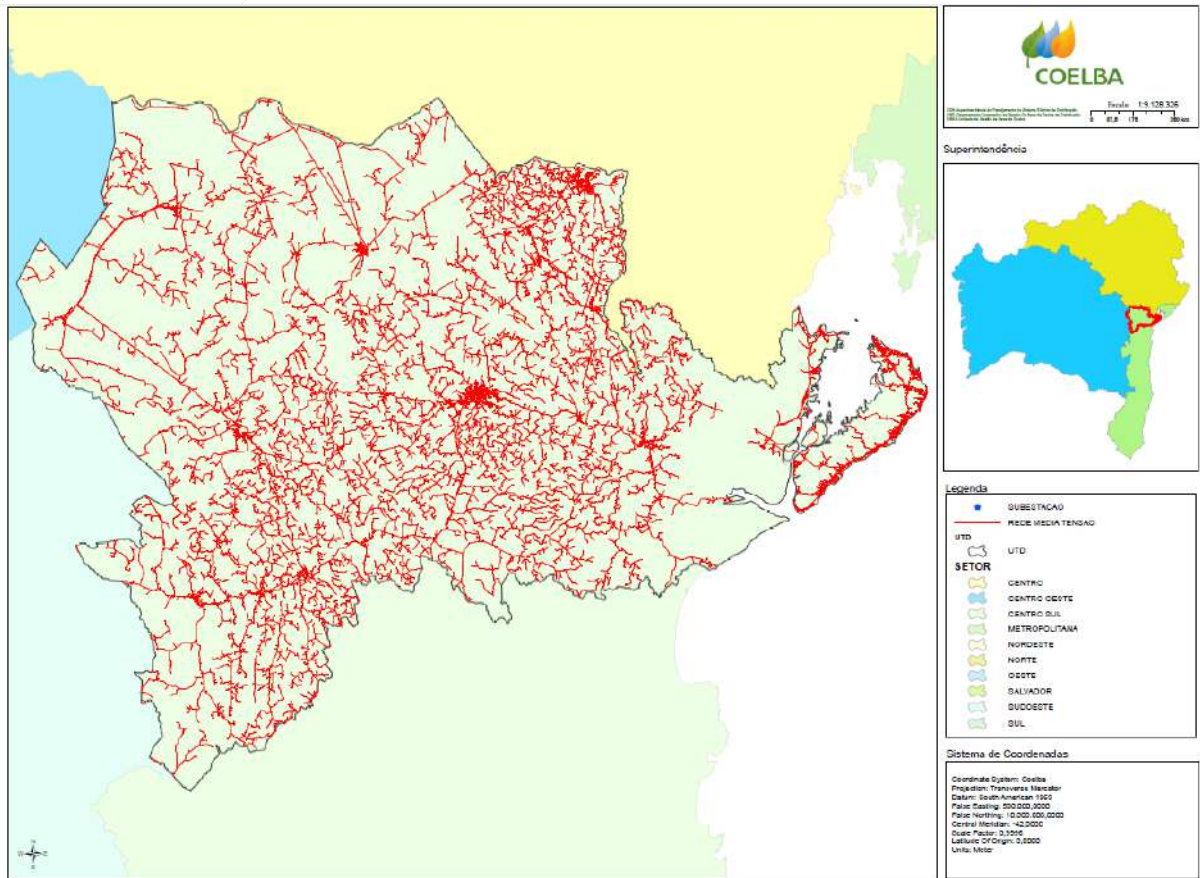 COELBA
Escala 1:9.128.326
Superintendência
Legenda
SUBESTACAO
REDE MEDIA TENSAO
UTD
UTD
SETOR
CENTRO
CENTRO OESTE
CENTRO SUL
METROPOLITANA
NORDESTE
NORTE
OESTE
SALVADOR
SUDOESTE
SUL
Sistema de Coordenadas
Coordinate System: Coelba
Projection: Transverse Mercator
Datum: South American 1969
False Easting: 500.000,0000
False Northing: 10.000.000,0000
Central Meridian: -42,0000
Scale Factor: 0,9996
Latitude Of Origin: 0,0000
Units: Meter